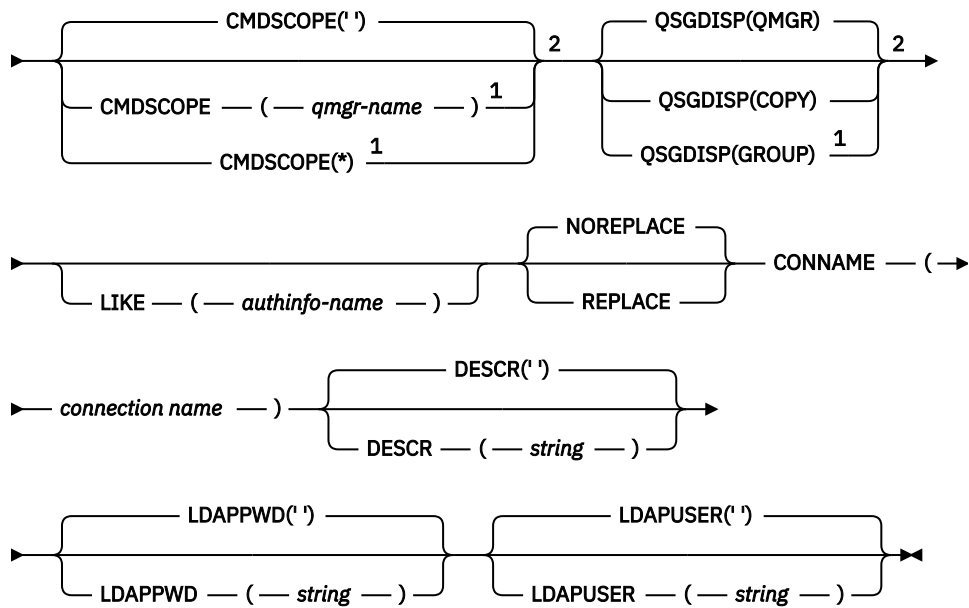 CMDSCOPE(' ') QSGDISP(QMGR)
2 2
CMDSCOPE ( qmgr-name ) 1 QSGDISP(COPY)
CMDSCOPE(*) 1 QSGDISP(GROUP) 1
NOREPLACE
CONNAME (
LIKE ( authinfo-name ) REPLACE
DESCR(' ')
connection name )
DESCR ( string )
LDAPPWD(' ') LDAPUSER(' ')
LDAPPWD ( string ) LDAPUSER ( string )